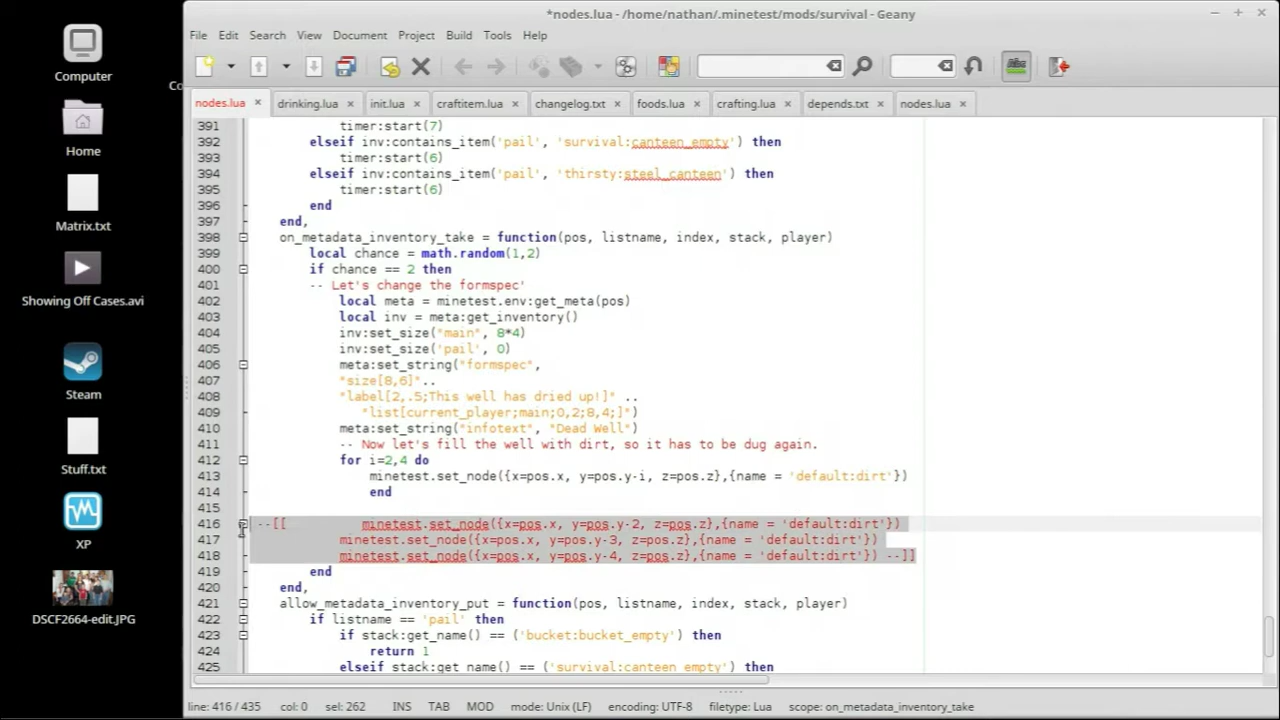 *nodes.lua - /home/nathan/.minetest/mods/survival - Geany
File Edit Search View Document Project Build Tools Help
Computer
Home
Matrix.txt
Showing Off Cases.avi
Steam
Stuff.txt
XP
DSCF2664-edit.JPG
Co
Abc
nodes.lua drinking.lua init.lua craftitem.lua changelog.txt foods.lua crafting.lua depends.txt nodes.lua
391 timer:start(7)
392 elseif inv:contains_item('pail', 'survival:canteen_empty') then
393 timer:start(6)
394 elseif inv:contains_item('pail', 'thirsty:steel_canteen') then
395 timer:start(6)
396 end
397 end,
398 on_metadata_inventory_take = function(pos, listname, index, stack, player)
399 local chance = math.random(1,2)
400 if chance == 2 then
401 -- Let's change the formspec'
402 local meta = minetest.env:get_meta(pos)
403 local inv = meta:get_inventory()
404 inv:set_size("main", 8*4)
405 inv:set_size('pail', 0)
406 meta:set_string("formspec",
407 "size[8,6]"..
408 "label[2,.5;This well has dried up!]" ..
409 "list[current_player;main;0,2;8,4;]")
410 meta:set_string("infotext", "Dead Well")
411 -- Now let's fill the well with dirt, so it has to be dug again.
412 for i=2,4 do
413 minetest.set_node({x=pos.x, y=pos.y-i, z=pos.z},{name = 'default:dirt'})
414 end
415
416 --[[ minetest.set_node({x=pos.x, y=pos.y-2, z=pos.z},{name = 'default:dirt'})
417 minetest.set_node({x=pos.x, y=pos.y-3, z=pos.z},{name = 'default:dirt'})
418 minetest.set_node({x=pos.x, y=pos.y-4, z=pos.z},{name = 'default:dirt'}) --]]
419 end
420 end,
421 allow_metadata_inventory_put = function(pos, listname, index, stack, player)
422 if listname == 'pail' then
423 if stack:get_name() == ('bucket:bucket_empty') then
424 return 1
425 elseif stack:get_name() == ('survival:canteen_empty') then
line: 416 / 435 col: 0 sel: 262 INS TAB MOD mode: Unix (LF) encoding: UTF-8 filetype: Lua scope: on_metadata_inventory_take